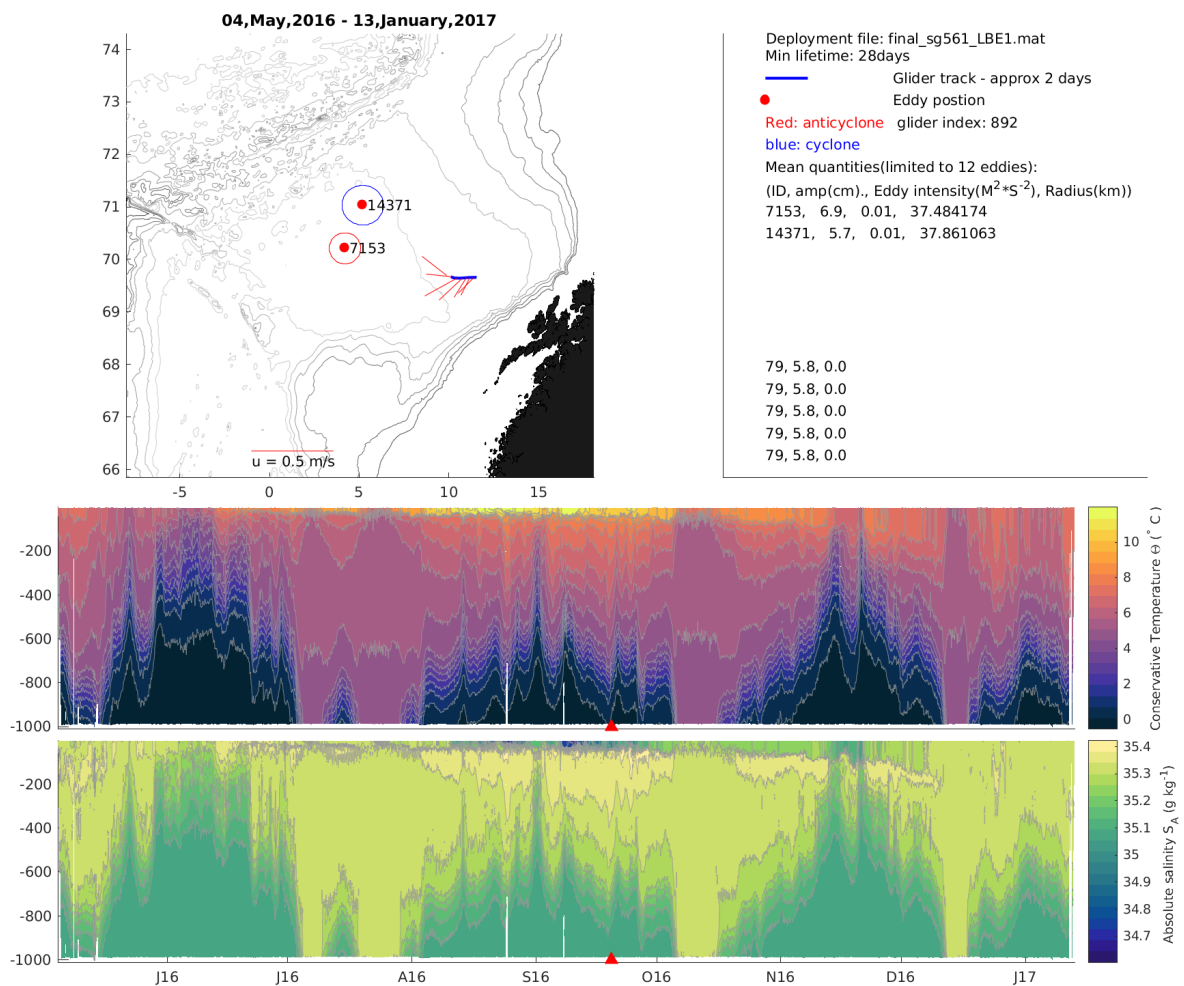 04,May,2016 - 13,January,2017
74
73
72
71
70
69
68
67
66
-5
0
5
10
15
14371
7153
u = 0.5 m/s
Deployment file: final_sg561_LBE1.mat
Min lifetime: 28days
Glider track - approx 2 days
Eddy postion
Red: anticyclone glider index: 892
blue: cyclone
Mean quantities(limited to 12 eddies):
(ID, amp(cm)., Eddy intensity(M²*S⁻²), Radius(km))
7153, 6.9, 0.01, 37.484174
14371, 5.7, 0.01, 37.861063
79, 5.8, 0.0
79, 5.8, 0.0
79, 5.8, 0.0
79, 5.8, 0.0
79, 5.8, 0.0
-200
-400
-600
-800
-1000
10
8
6
4
2
0
Conservative Temperature Θ (°C)
-200
-400
-600
-800
-1000
J16
J16
A16
S16
O16
N16
D16
J17
35.4
35.3
35.2
35.1
35
34.9
34.8
34.7
Absolute salinity S_A (g kg⁻¹)